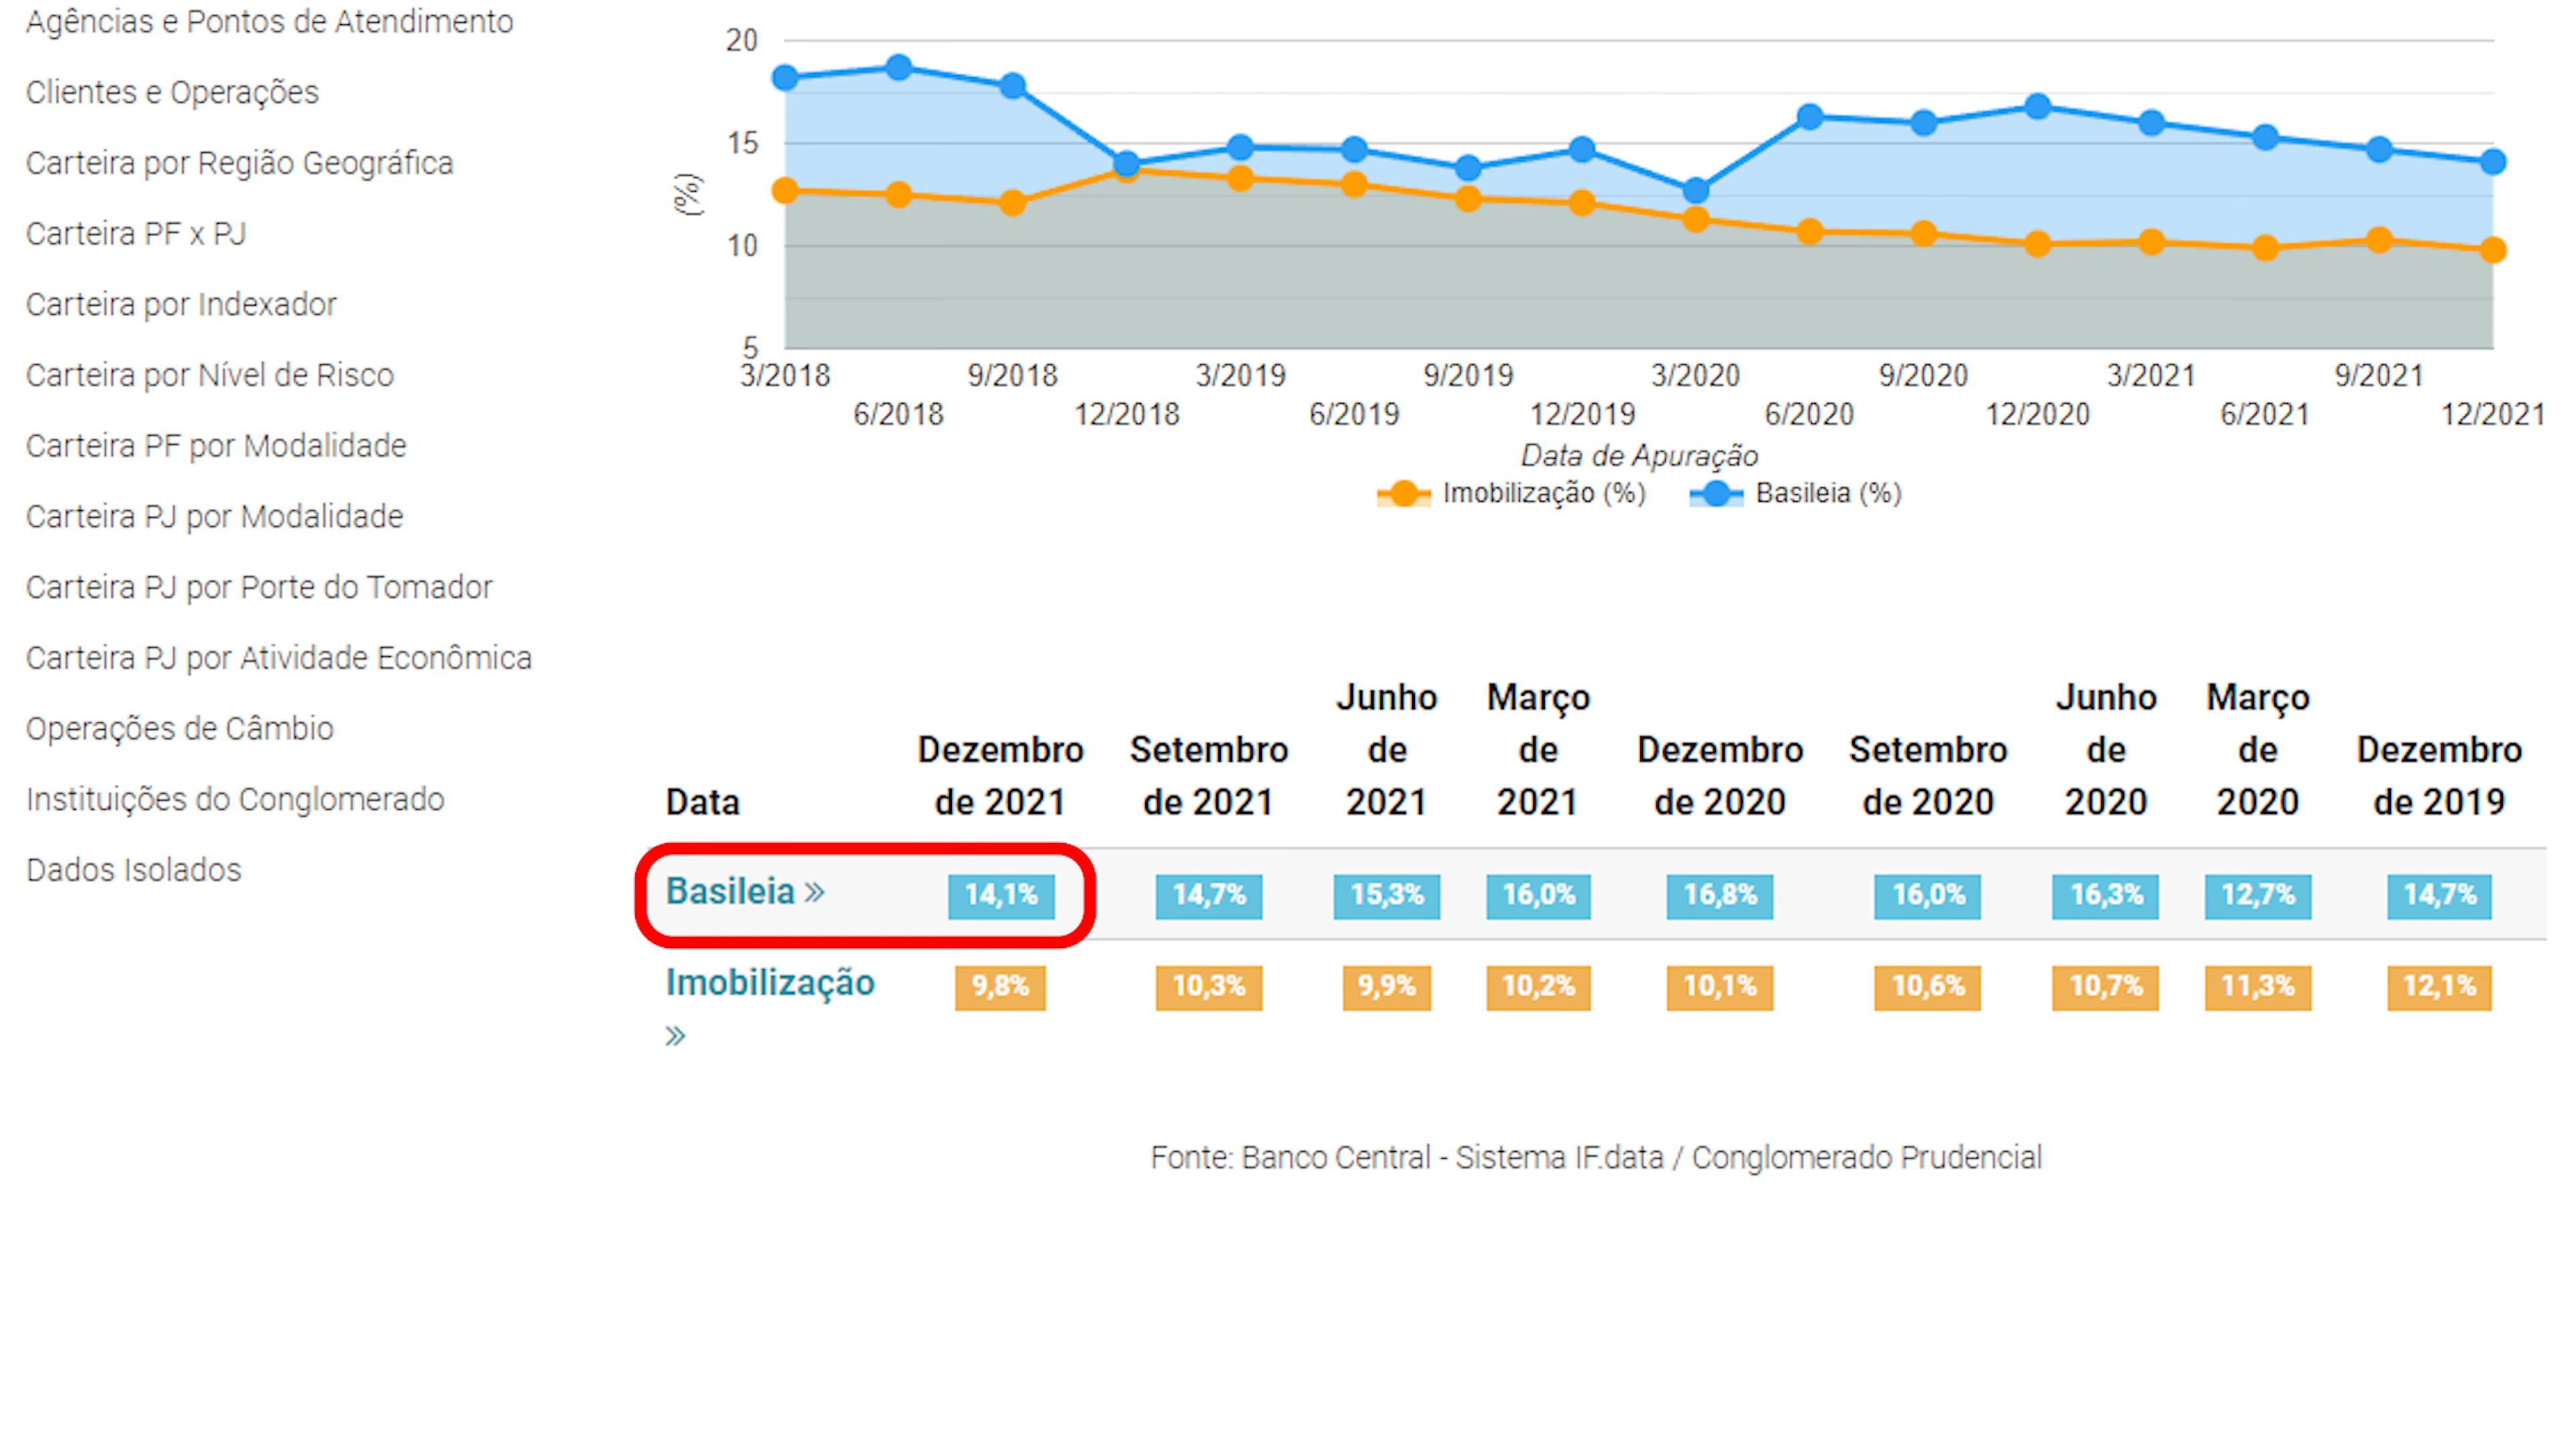 Agências e Pontos de Atendimento
Clientes e Operações
Carteira por Região Geográfica
Carteira PF x PJ
Carteira por Indexador
Carteira por Nível de Risco
Carteira PF por Modalidade
Carteira PJ por Modalidade
Carteira PJ por Porte do Tomador
Carteira PJ por Atividade Econômica
Operações de Câmbio
Instituições do Conglomerado
Dados Isolados
20
15
10
5
(%)
3/2018 9/2018 3/2019 9/2019 3/2020 9/2020 3/2021 9/2021
6/2018 12/2018 6/2019 12/2019 6/2020 12/2020 6/2021 12/2021
Data de Apuração
Imobilização (%) Basileia (%)
Junho Março Junho Março
Dezembro Setembro de de Dezembro Setembro de de Dezembro
Data de 2021 de 2021 2021 2021 de 2020 de 2020 2020 2020 de 2019
Basileia » 14,1% 14,7% 15,3% 16,0% 16,8% 16,0% 16,3% 12,7% 14,7%
Imobilização 9,8% 10,3% 9,9% 10,2% 10,1% 10,6% 10,7% 11,3% 12,1%
»
Fonte: Banco Central - Sistema IF.data / Conglomerado Prudencial